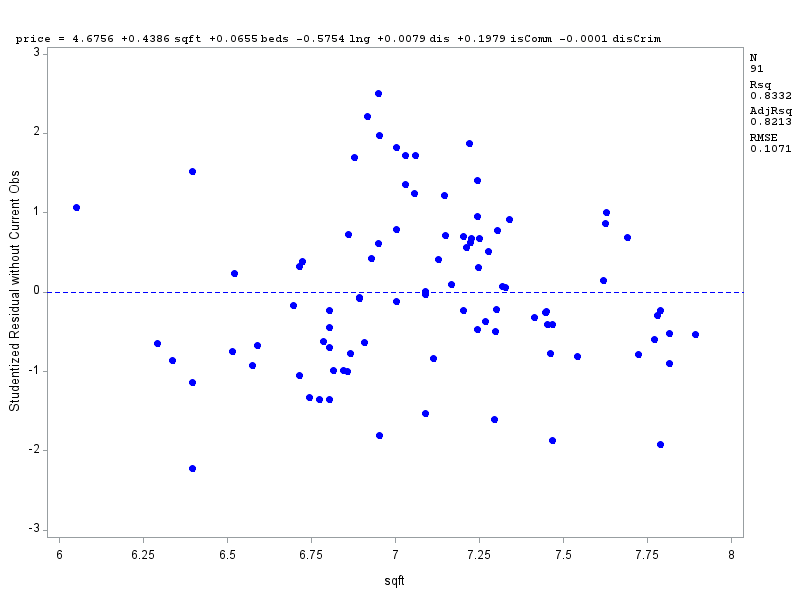 price = 4.6756 +0.4386 sqft +0.0655 beds -0.5754 lng +0.0079 dis +0.1979 isComm -0.0001 disCrim
N
91
Rsq
0.8332
AdjRsq
0.8213
RMSE
0.1071
Studentized Residual without Current Obs
3
2
1
0
-1
-2
-3
6
6.25
6.5
6.75
7
7.25
7.5
7.75
8
sqft